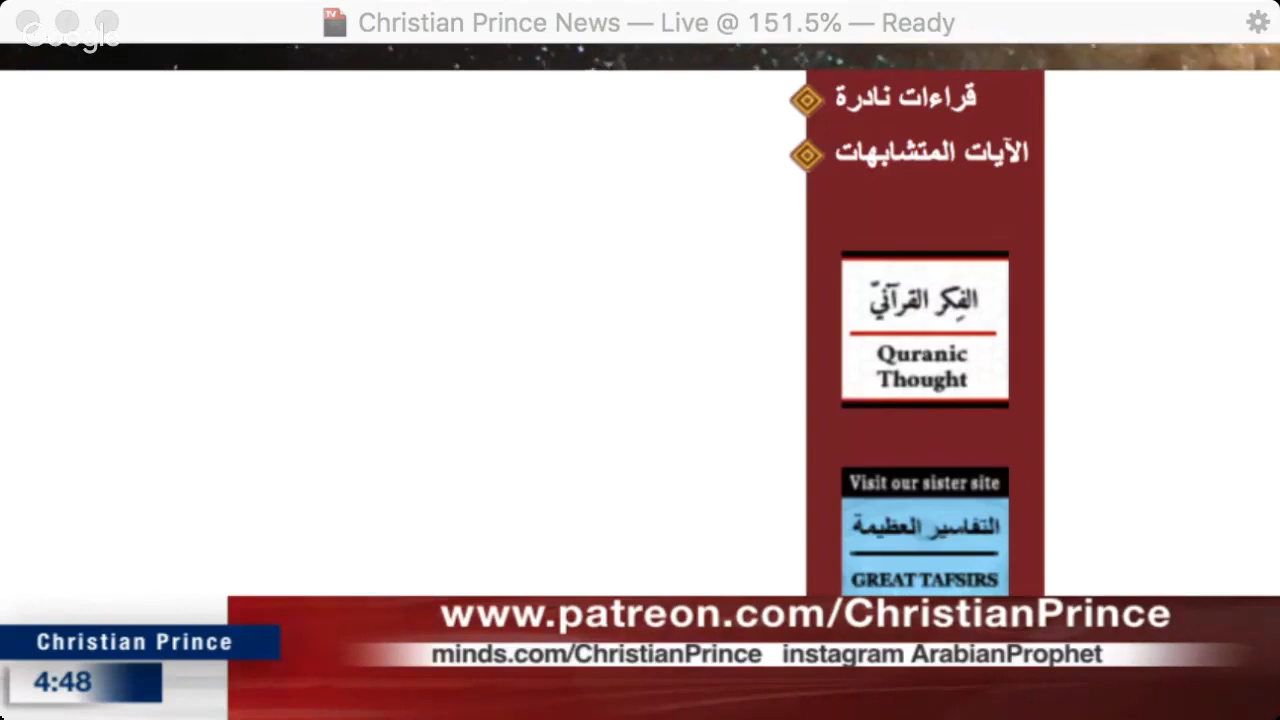 Christian Prince News — Live @ 151.5% — Ready
Google
قراءات نادرة
الآيات المتشابهات
الفِكر القرآنيّ
Quranic
Thought
Visit our sister site
التفاسير العظيمة
GREAT TAFSIRS
www.patreon.com/ChristianPrince
Christian Prince
minds.com/ChristianPrince instagram ArabianProphet
4:48